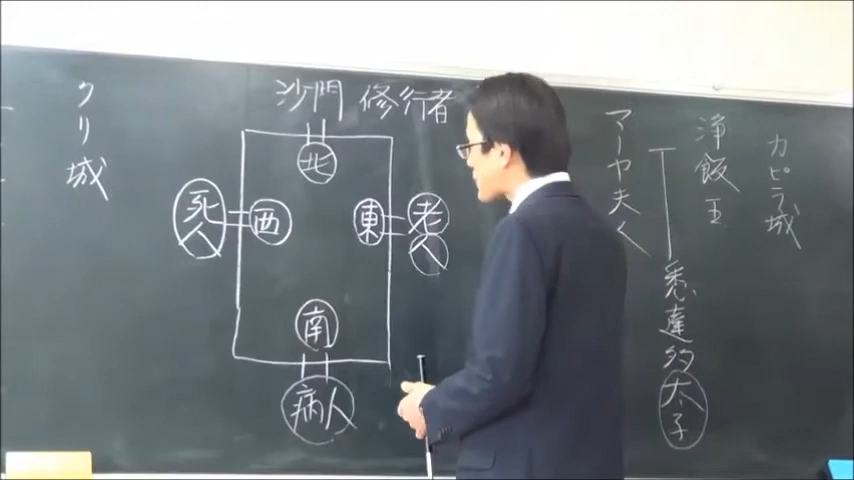 カピラ城
浄飯王
マーヤ夫人
悉達多太子
沙門 修行者
北
東
老人
西
死人
南
病人
クリ城